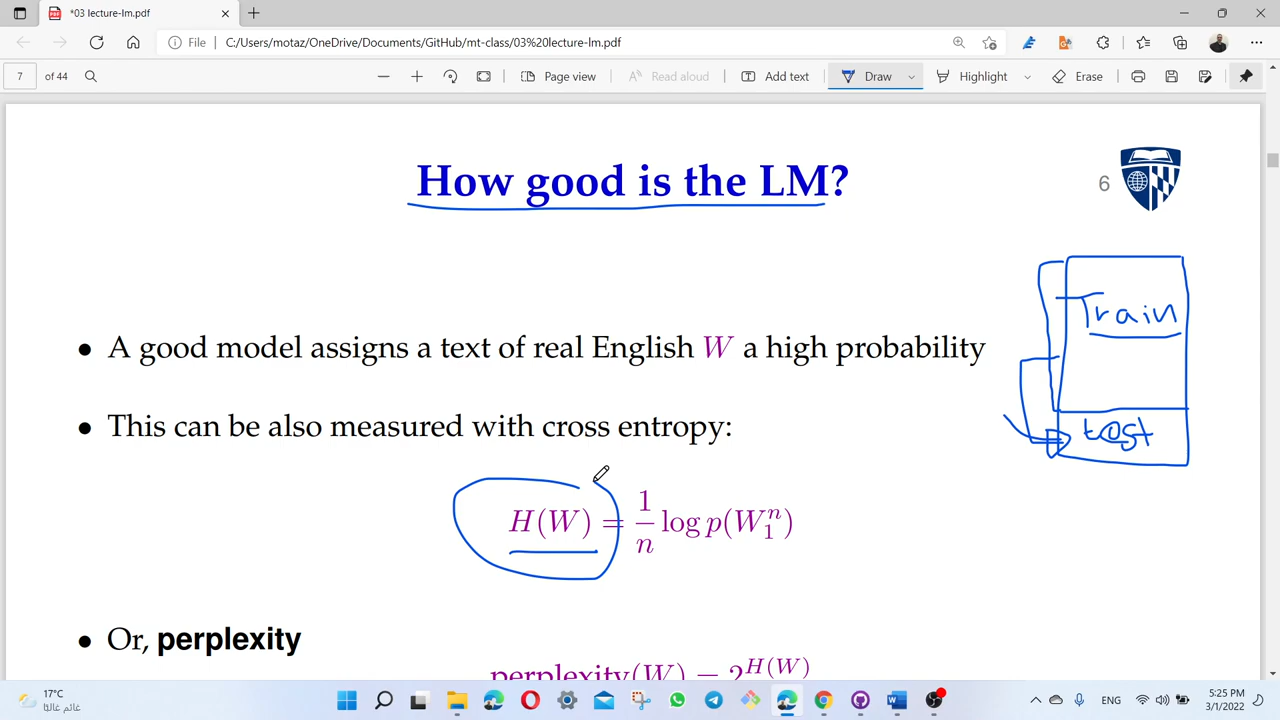 *03 lecture-lm.pdf
File C:/Users/motaz/OneDrive/Documents/GitHub/mt-class/03%20lecture-lm.pdf
7 of 44 Page view Read aloud Add text Draw Highlight Erase
How good is the LM?
6
Train
test
• A good model assigns a text of real English W a high probability
• This can be also measured with cross entropy:
H(W) = 1/n log p(W_1^n)
• Or, perplexity
perplexity(W) = 2^H(W)
17°C
غائم غالبًا
ENG
5:25 PM
3/1/2022